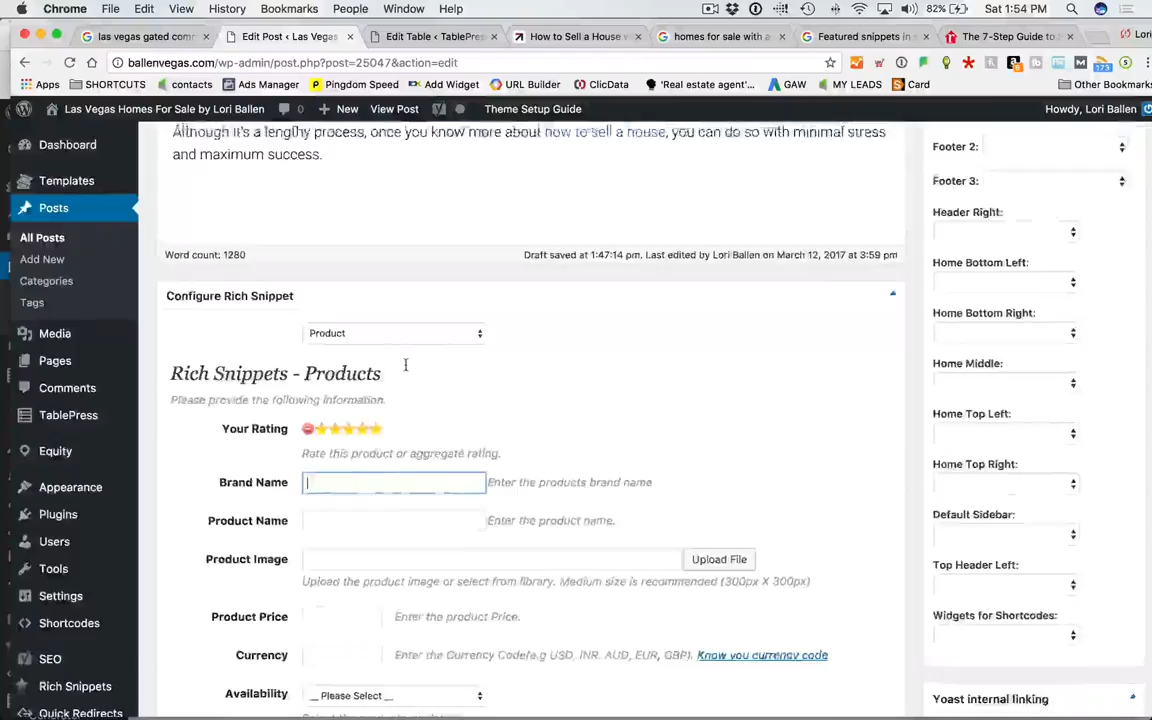 Chrome File Edit View History Bookmarks People Window Help 82% Sat 1:54 PM
las vegas gated comm Edit Post ‹ Las Vegas Edit Table ‹ TablePres How to Sell a House homes for sale with a Featured snippets in s The 7-Step Guide to Lori
ballenvegas.com/wp-admin/post.php?post=25047&action=edit
Apps SHORTCUTS contacts Ads Manager Pingdom Speed Add Widget URL Builder ClicData 'Real estate agent'... GAW MY LEADS Card Other Bookmarks
173
Las Vegas Homes For Sale by Lori Ballen New View Post Theme Setup Guide Howdy, Lori Ballen
Dashboard
Templates
Posts
All Posts
Add New
Categories
Tags
Media
Pages
Comments
TablePress
Equity
Appearance
Plugins
Users
Tools
Settings
Shortcodes
SEO
Rich Snippets
Quick Redirects
Although it's a lengthy process, once you know more about how to sell a house, you can do so with minimal stress
and maximum success.
Word count: 1280 Draft saved at 1:47:14 pm. Last edited by Lori Ballen on March 12, 2017 at 3:59 pm
Configure Rich Snippet
Product
Rich Snippets - Products
Please provide the following information.
Your Rating
Rate this product or aggregate rating.
Brand Name Enter the products brand name
Product Name Enter the product name.
Product Image Upload File
Upload the product image or select from library. Medium size is recommended (300px X 300px)
Product Price Enter the product Price.
Currency Enter the Currency Code(e.g USD, INR, AUD, EUR, GBP). Know you currency code
Availability __ Please Select __
Footer 2:
Footer 3:
Header Right:
Home Bottom Left:
Home Bottom Right:
Home Middle:
Home Top Left:
Home Top Right:
Default Sidebar:
Top Header Left:
Widgets for Shortcodes:
Yoast internal linking